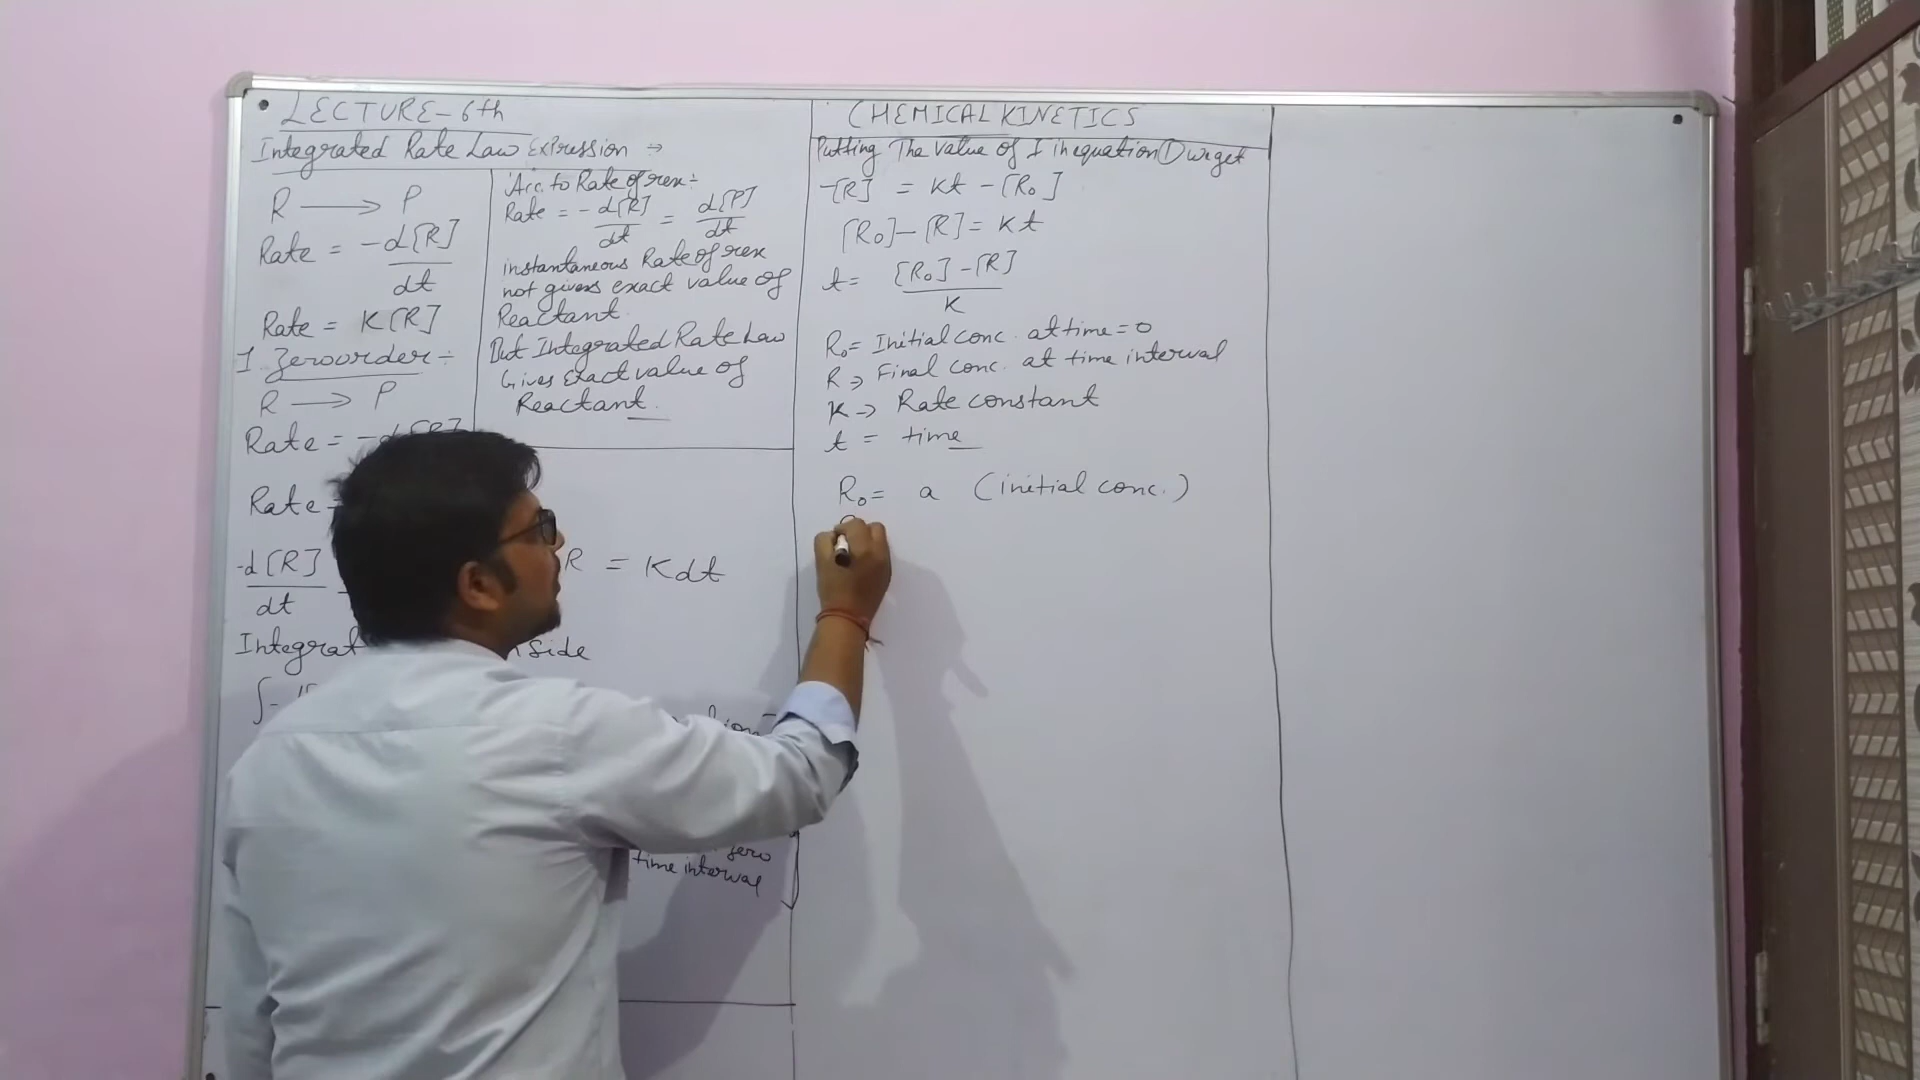 LECTURE-6th
Integrated Rate Law Expression →
R → P
Rate = -d[R]
dt
Rate = K[R]
1. Zero order :-
R → P
Rate = -d[R]
Rate =
-d[R]
dt
R = Kdt
Integrat
Side
∫-
Acc. to Rate of rex :-
Rate = -d[R]/dt = d[P]/dt
instantaneous Rate of rex
not gives exact value of
Reactant.
But Integrated Rate Law
Gives Exact value of
Reactant.
zero
time interval
CHEMICAL KINETICS
Putting The value of I in equation ① we get
-[R] = Kt - [R₀]
[R₀] - [R] = Kt
t = [R₀] - [R]
K
R₀ = Initial conc. at time = 0
R → Final conc. at time interval
K → Rate constant
t = time
R₀ = a (initial conc.)